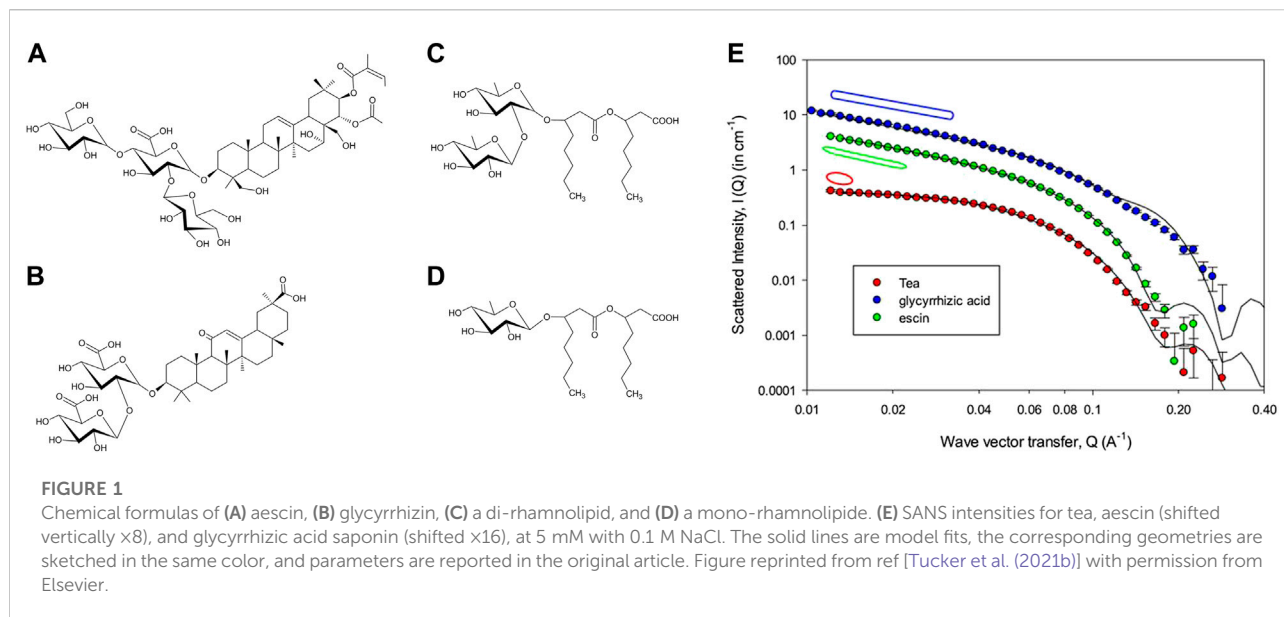 A
C
E
B
D
Scattered Intensity, I (Q) (in cm⁻¹)
100
10
1
0.1
0.01
0.001
0.0001
Tea
glycyrrhizic acid
escin
0.01 0.02 0.04 0.06 0.08 0.1 0.20 0.40
Wave vector transfer, Q (A⁻¹)
FIGURE 1
Chemical formulas of (A) aescin, (B) glycyrrhizin, (C) a di-rhamnolipid, and (D) a mono-rhamnolipide. (E) SANS intensities for tea, aescin (shifted
vertically ×8), and glycyrrhizic acid saponin (shifted ×16), at 5 mM with 0.1 M NaCl. The solid lines are model fits, the corresponding geometries are
sketched in the same color, and parameters are reported in the original article. Figure reprinted from ref [Tucker et al. (2021b)] with permission from
Elsevier.